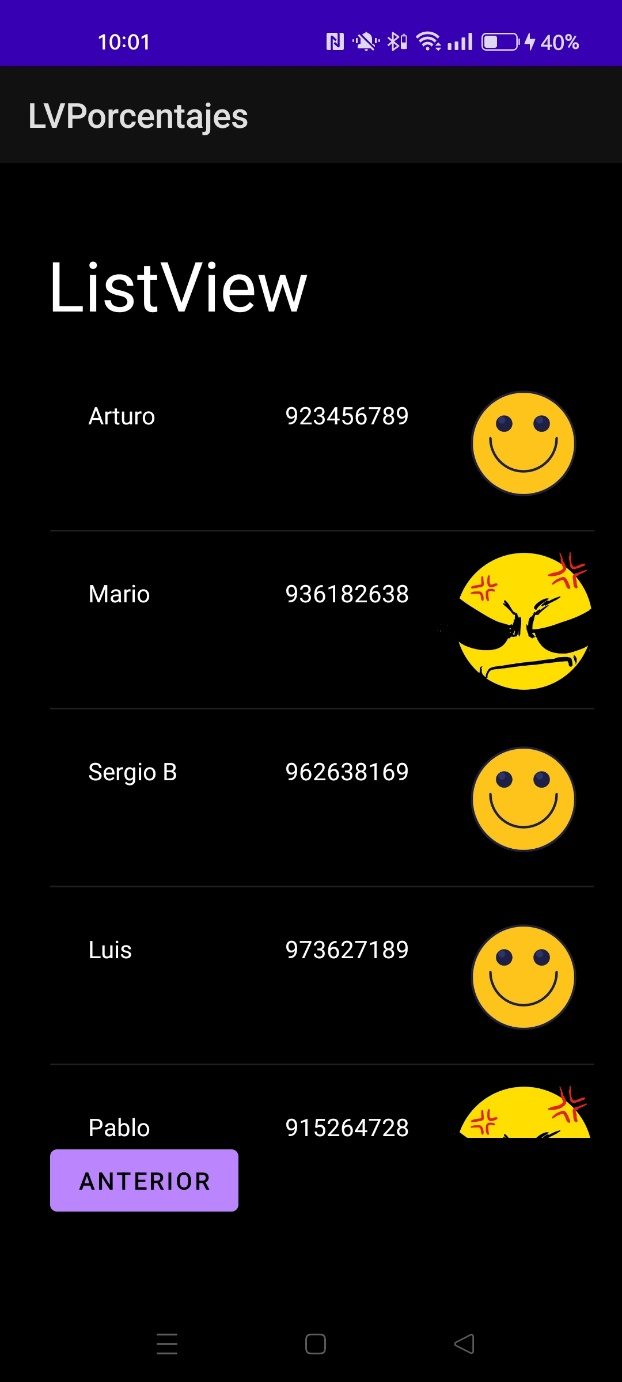 10:01 40%
LVPorcentajes
ListView
Arturo 923456789
Mario 936182638
Sergio B 962638169
Luis 973627189
Pablo 915264728
ANTERIOR